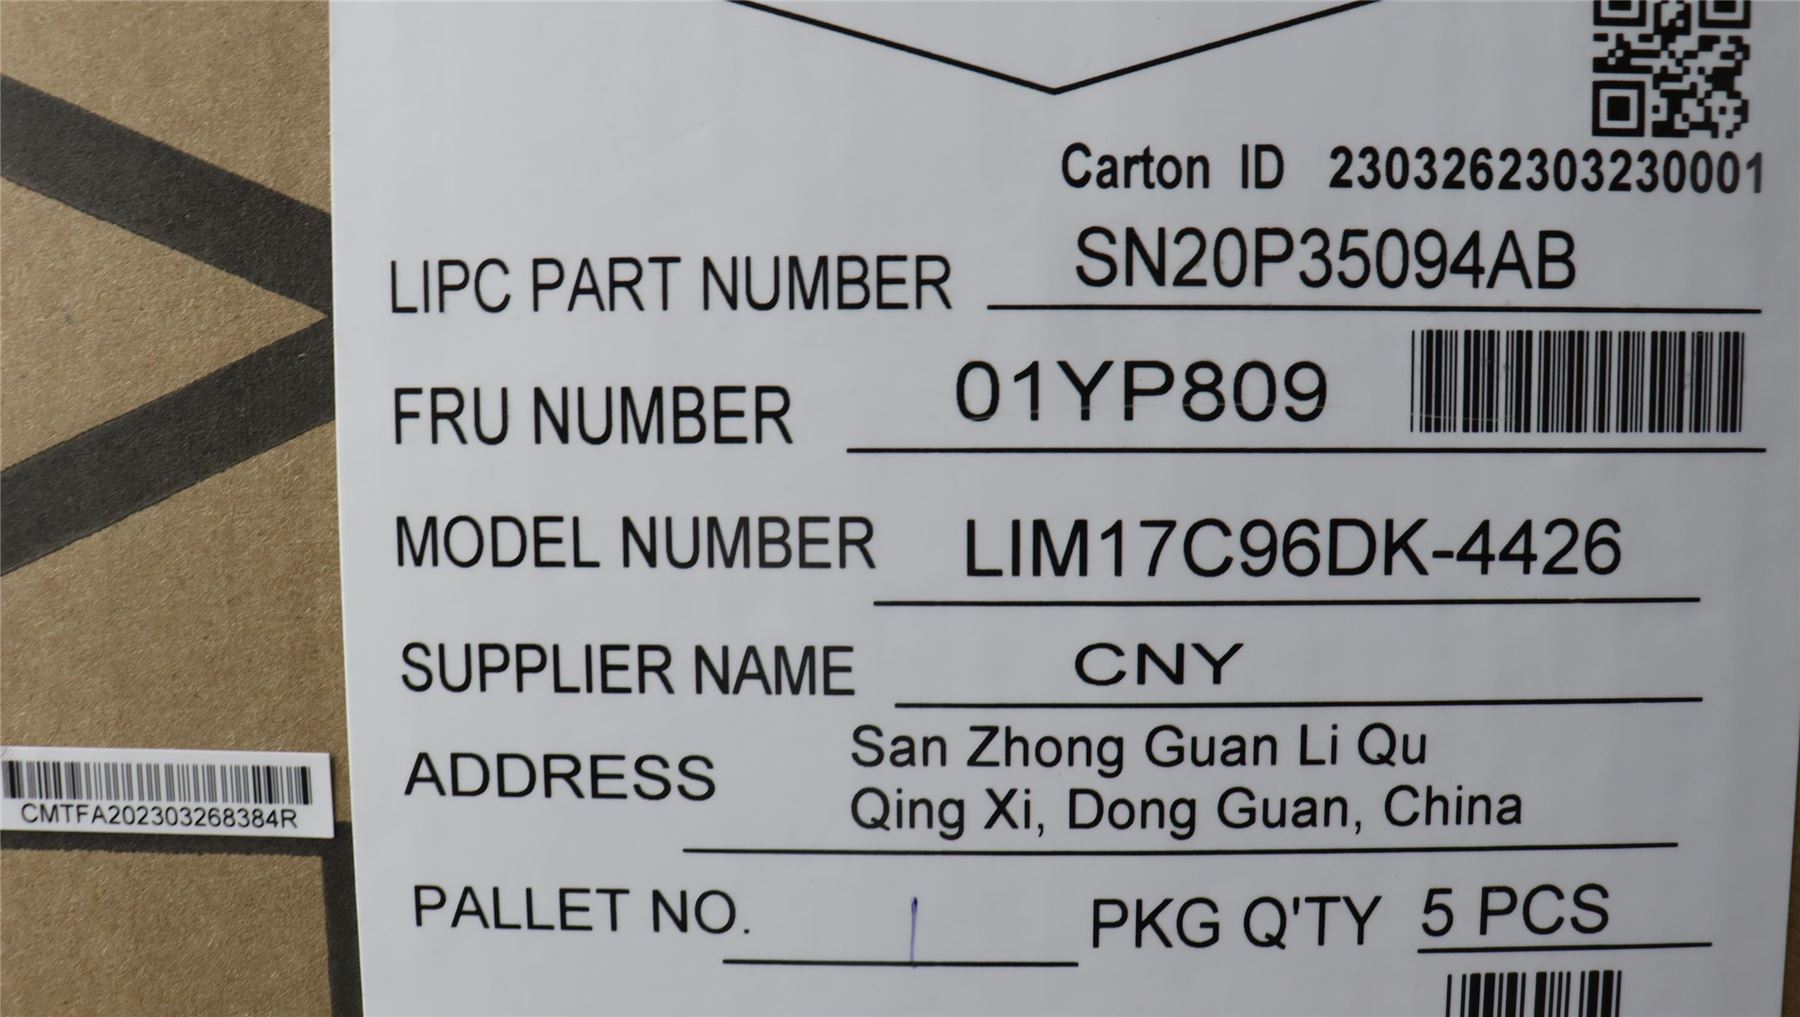 Carton ID 2303262303230001
LIPC PART NUMBER SN20P35094AB
FRU NUMBER 01YP809
MODEL NUMBER LIM17C96DK-4426
SUPPLIER NAME CNY
ADDRESS San Zhong Guan Li Qu
Qing Xi, Dong Guan, China
CMTFA202303268384R
PALLET NO. 1 PKG Q'TY 5 PCS